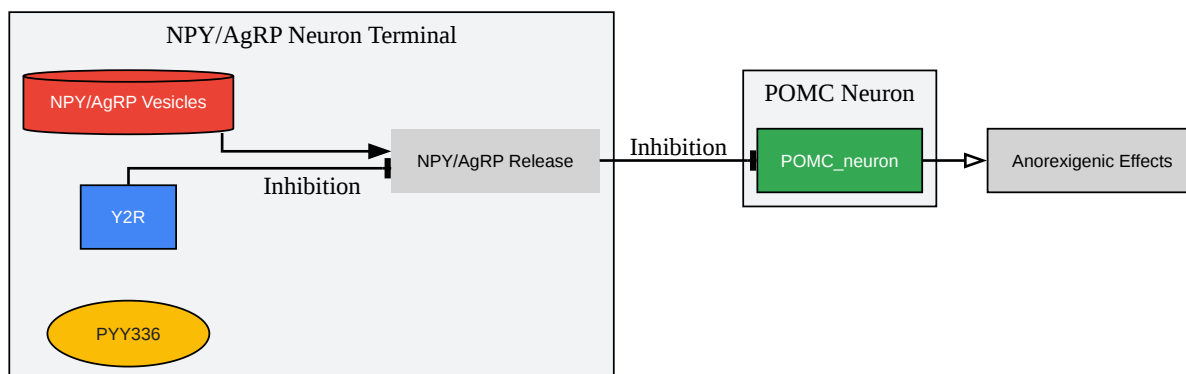 NPY/AgRP Neuron Terminal
NPY/AgRP Vesicles
NPY/AgRP Release
Inhibition
Y2R
PYY336
Inhibition
POMC Neuron
POMC_neuron
Anorexigenic Effects